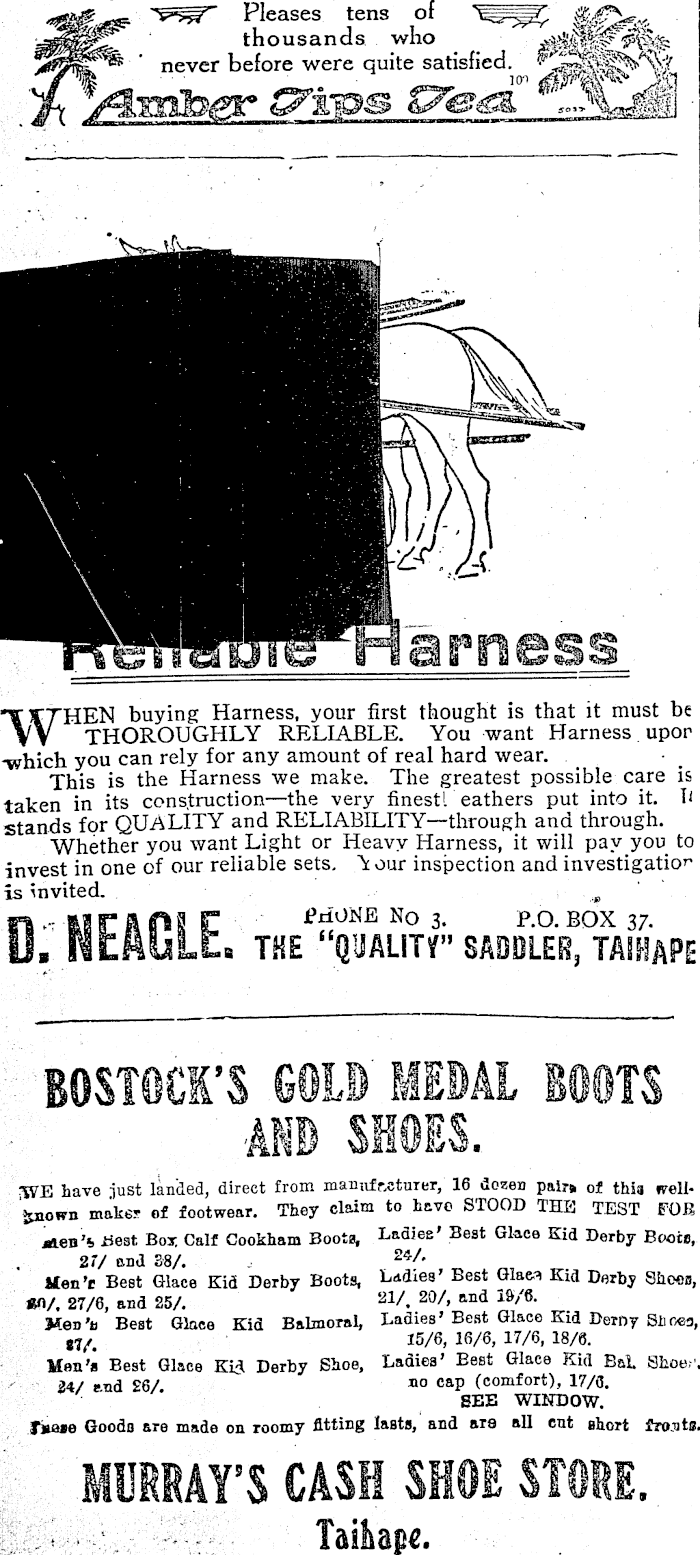 Pleases tens of
thousands who
never before were quite satisfied.
Amber Tips Tea
5037
Reliable Harness
WHEN buying Harness, your first thought is that it must be
THOROUGHLY RELIABLE. You want Harness upon
which you can rely for any amount of real hard wear.
This is the Harness we make. The greatest possible care is
taken in its construction—the very finest l eathers put into it. It
stands for QUALITY and RELIABILITY—through and through.
Whether you want Light or Heavy Harness, it will pay you to
invest in one of our reliable sets. Your inspection and investigation
is invited.
D. NEAGLE.
PHONE No 3. P.O. BOX 37.
THE "QUALITY" SADDLER, TAIHAPE
BOSTOCK'S GOLD MEDAL BOOTS
AND SHOES.
WE have just landed, direct from manufacturer, 16 dozen pairs of this well-
known maker of footwear. They claim to have STOOD THE TEST FOR
Men's Best Box Calf Cookham Boots,
27/ and 38/.
Men's Best Glace Kid Derby Boots,
27/6, and 25/.
Men's Best Glace Kid Balmoral,
Men's Best Glace Kid Derby Shoe,
24/ and 26/.
Ladies' Best Glace Kid Derby Boots,
24/.
Ladies' Best Glace Kid Derby Shoes,
21/, 20/, and 19/6.
Ladies' Best Glace Kid Derny Shoes,
15/6, 16/6, 17/6, 18/6.
Ladies' Best Glace Kid Bal. Shoes,
no cap (comfort), 17/6.
SEE WINDOW.
These Goods are made on roomy fitting lasts, and are all cut short fronts.
MURRAY'S CASH SHOE STORE.
Taihape.